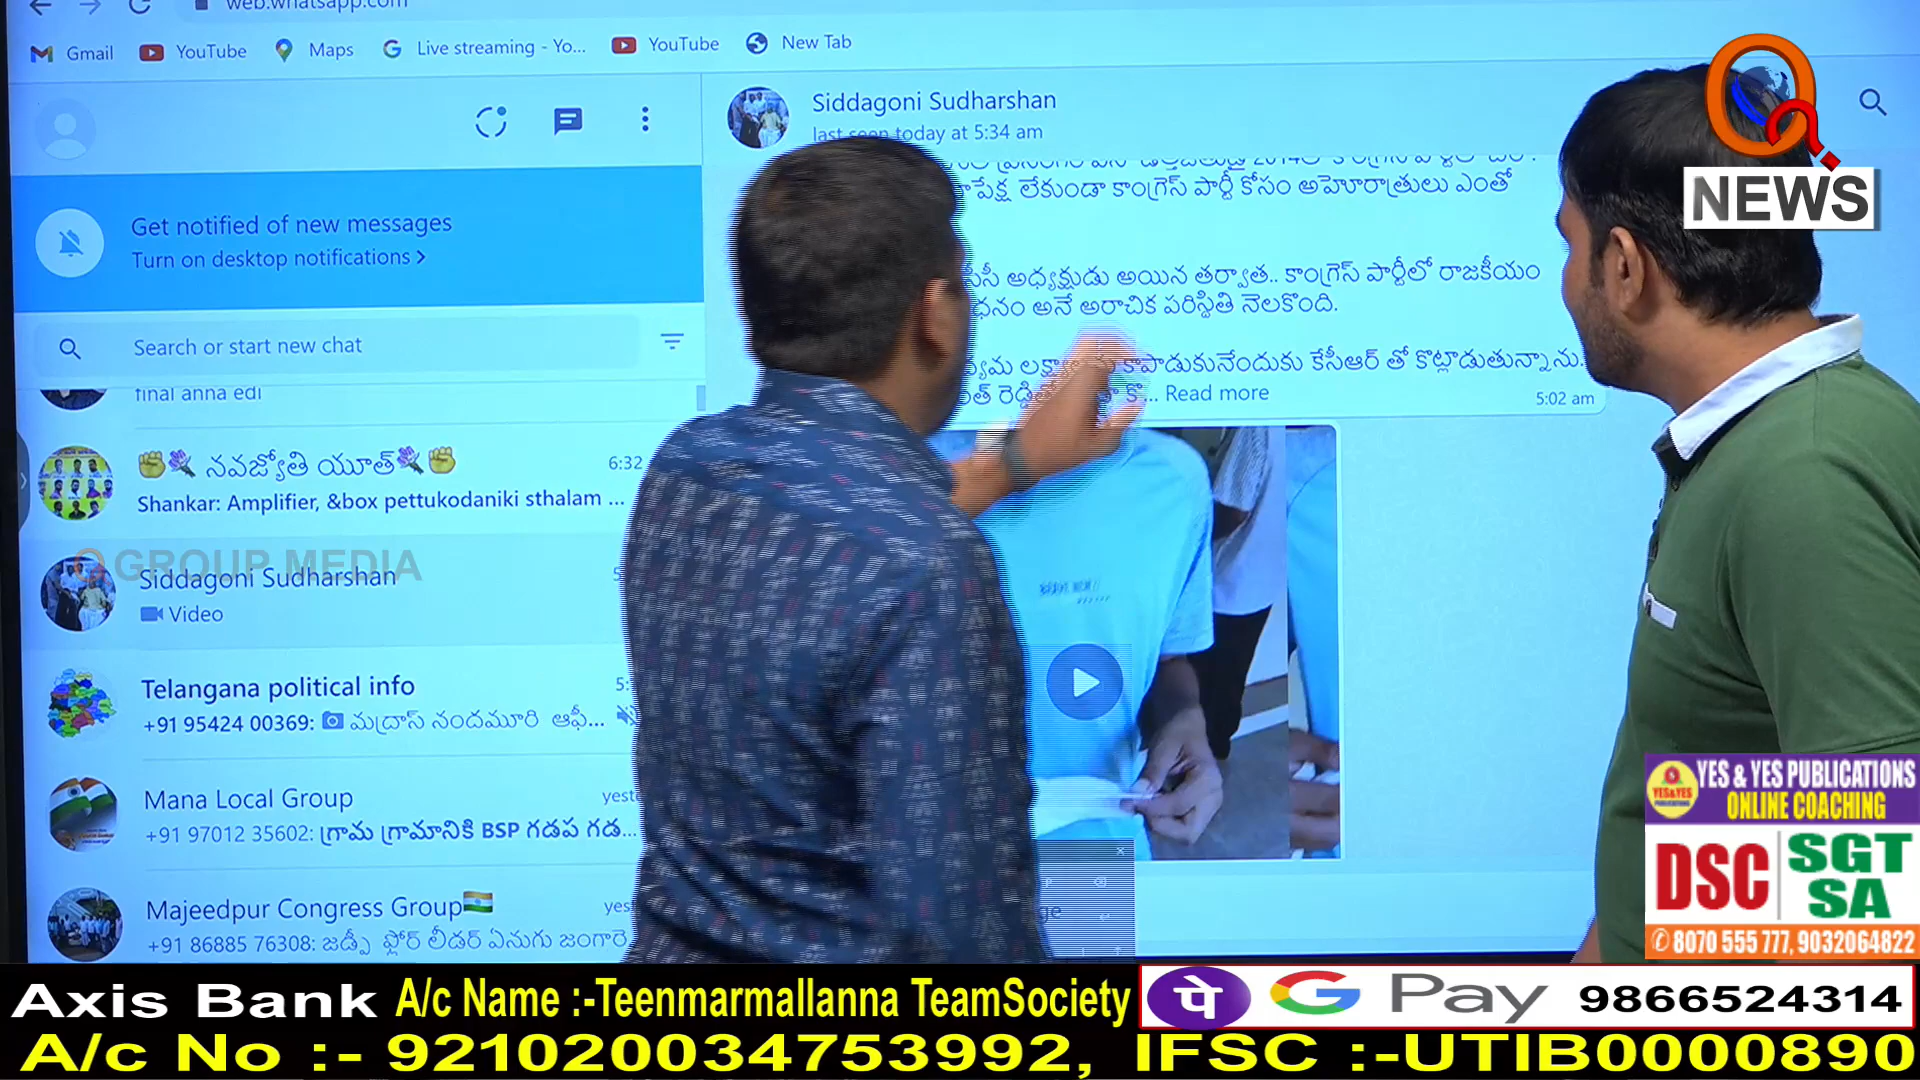 web.whatsapp.com
Gmail YouTube Maps Live streaming - Yo... YouTube New Tab
Siddagoni Sudharshan
last seen today at 5:34 am
NEWS
Get notified of new messages
Turn on desktop notifications >
Search or start new chat
లేకుండా కాంగ్రెస్ పార్టీ కోసం అహెూరాత్రులు ఎంతో
అధ్యక్షుడు అయిన తర్వాత.. కాంగ్రెస్ పార్టీలో రాజకీయం
అనే అరాచిక పరిస్థితి నెలకొంది.
కాపాడుకునేందుకు కేసీఆర్ తో కొట్లాడుతున్నాను.
కొ... Read more
5:02 am
final anna edi
నవజ్యోతి యూత్
6:32
Shankar: Amplifier, &box pettukodaniki sthalam ...
GROUP MEDIA
Siddagoni Sudharshan
Video
Telangana political info
+91 95424 00369: మద్రాస్ నందమూరి ఆఫీ...
Mana Local Group
+91 97012 35602: గ్రామ గ్రామానికి BSP గడప గడ...
Majeedpur Congress Group
+91 86885 76308: జడ్పీ ఫ్లోర్ లీడర్ ఏనుగు జంగారె
YES & YES PUBLICATIONS
ONLINE COACHING
YES&YES
DSC SGT
SA
8070 555 777, 9032064822
Axis Bank A/c Name :-Teenmarmallanna TeamSociety पे G Pay 9866524314
A/c No :- 921020034753992, IFSC :-UTIB0000890